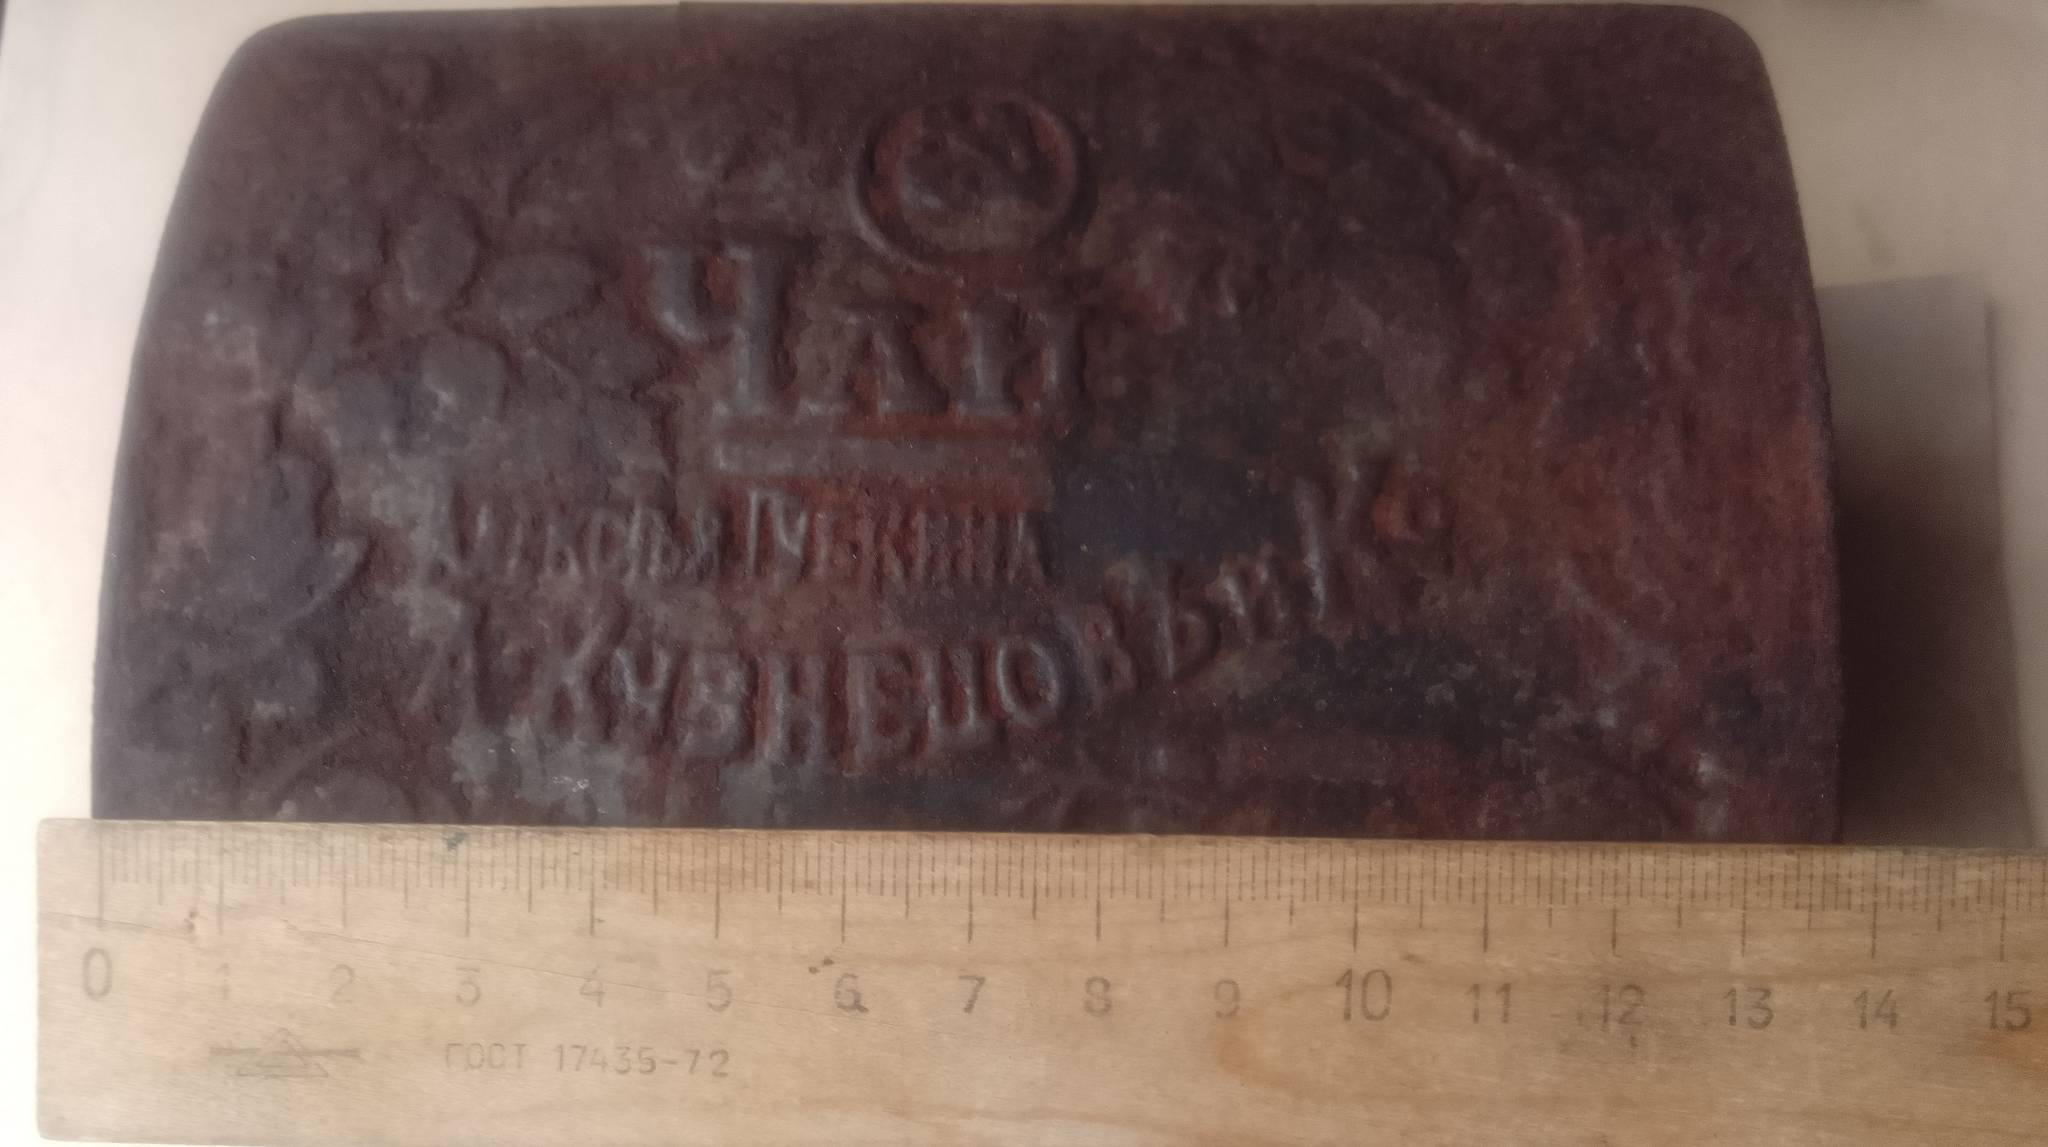 ЧАЙ
ГУБКИНА
А КУЗНЕЦОВЪ и Ко
0 1 2 3 4 5 6 7 8 9 10 11 12 13 14 15
ГОСТ 17435-72